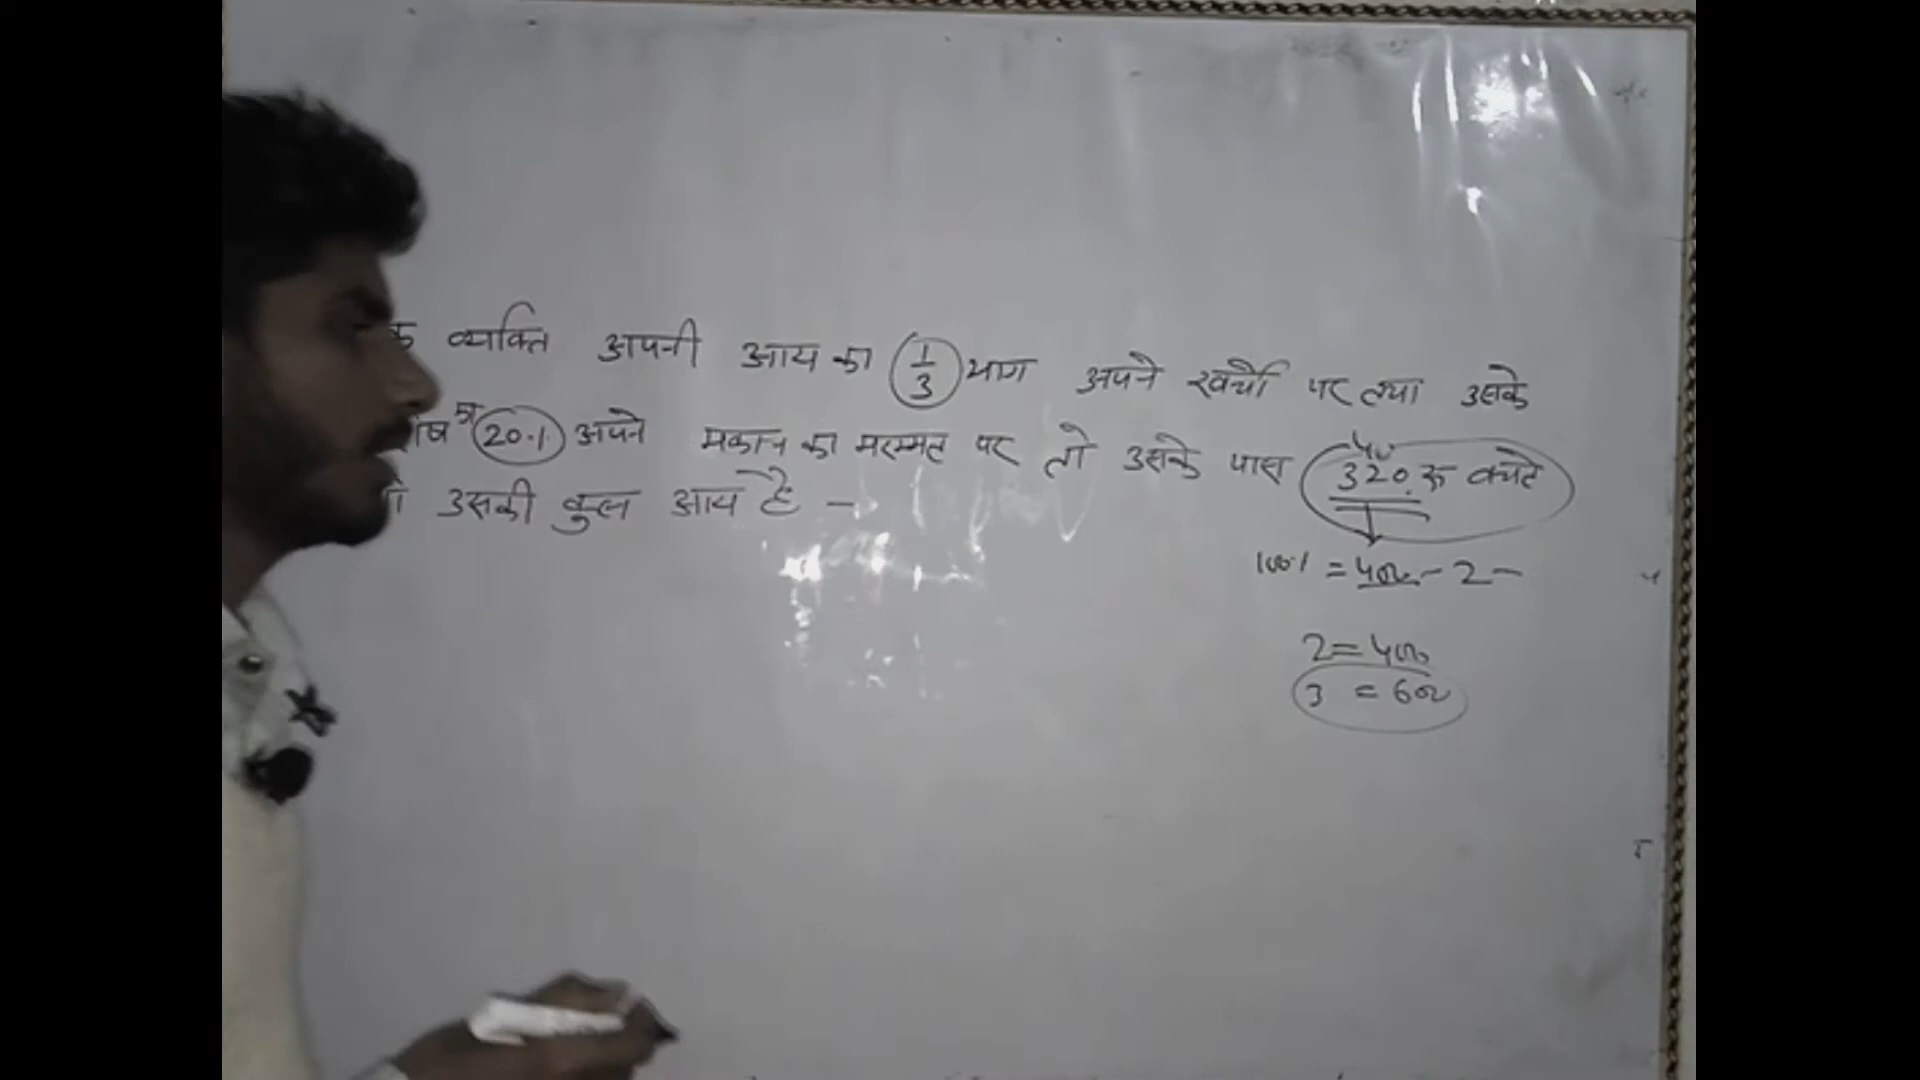 व्यक्ति अपनी आय का 1/3 भाग अपने खर्चों पर तथा उसके
का 20% अपने मकान का मरम्मत पर तो उसके पास 320 रू बचते
उसकी कुल आय है -
100% = 400 - 2 -
2 = 400
3 = 600